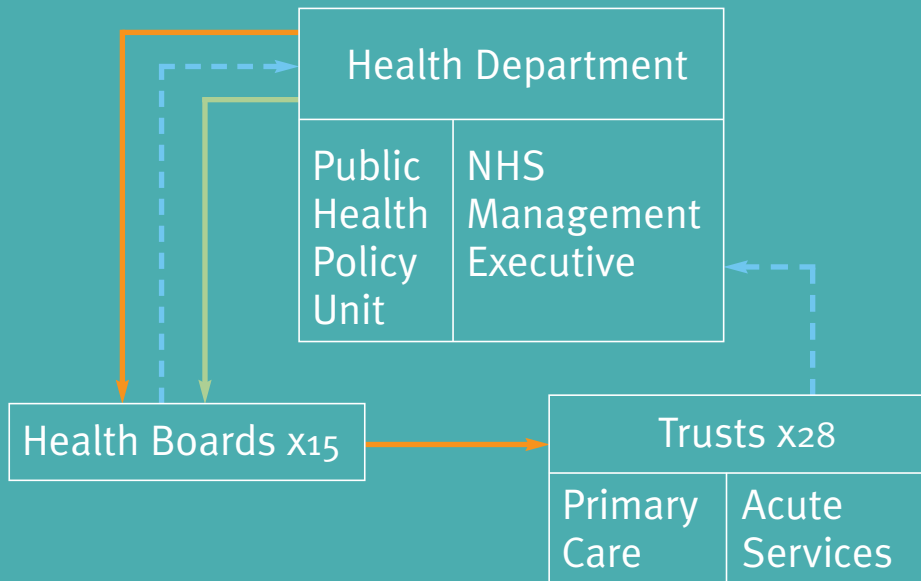 Health Department
Public
Health
Policy
Unit
NHS
Management
Executive
Health Boards x15
Trusts x28
Primary
Care
Acute
Services